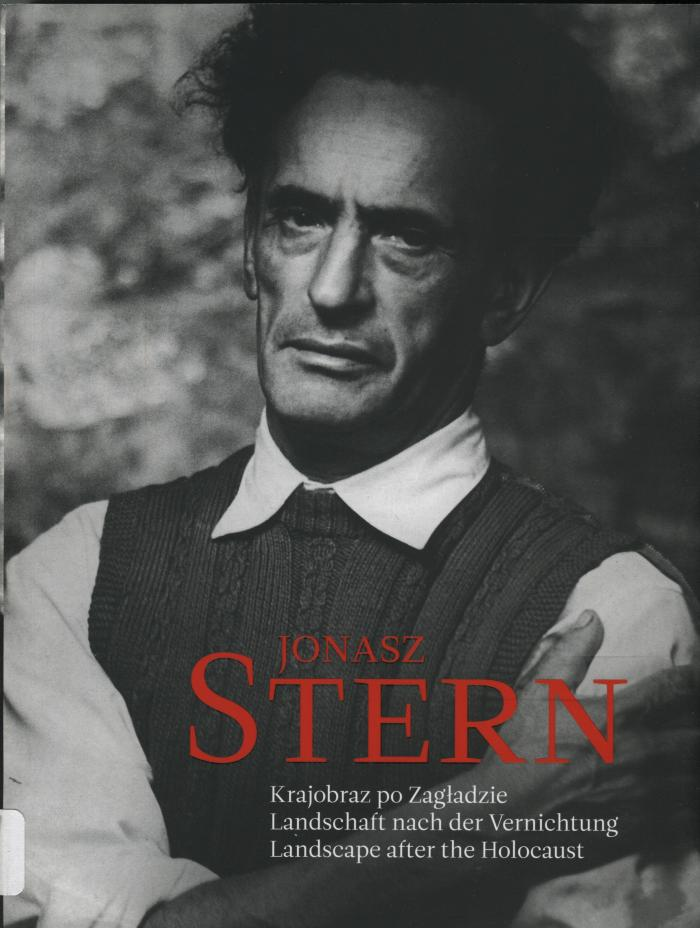 JONASZ
STERN
Krajobraz po Zagładzie
Landschaft nach der Vernichtung
Landscape after the Holocaust